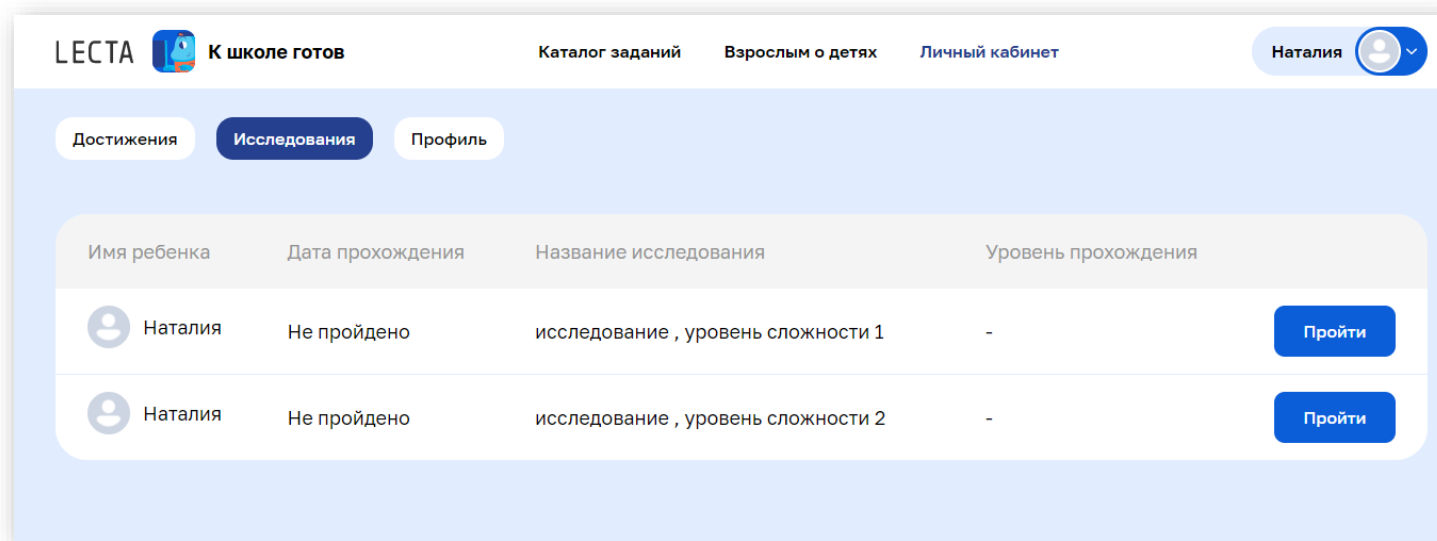 LECTA К школе готов Каталог заданий Взрослым о детях Личный кабинет Наталия
Достижения Исследования Профиль
Имя ребенка Дата прохождения Название исследования Уровень прохождения
Наталия Не пройдено исследование , уровень сложности 1 - Пройти
Наталия Не пройдено исследование , уровень сложности 2 - Пройти